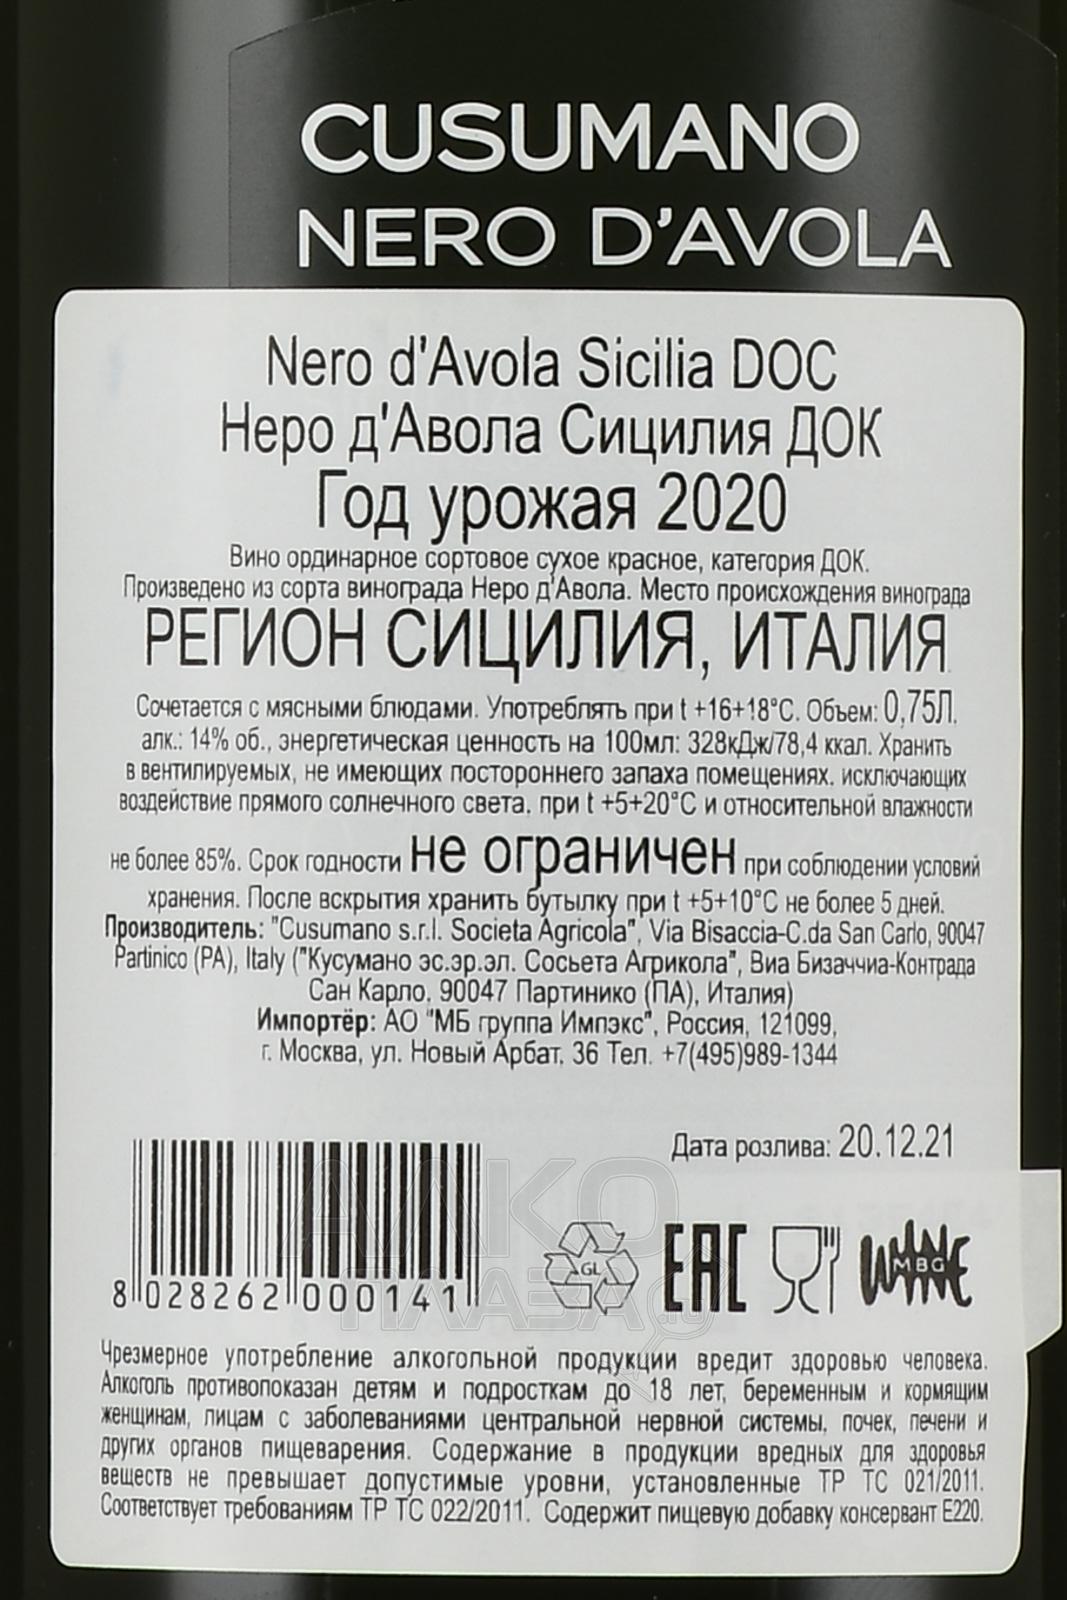 CUSUMANO
NERO D'AVOLA
Nero d'Avola Sicilia DOC
Неро д'Авола Сицилия ДОК
Год урожая 2020
Вино ординарное сортовое сухое красное, категория ДОК.
Произведено из сорта винограда Неро д'Авола. Место происхождения винограда
РЕГИОН СИЦИЛИЯ, ИТАЛИЯ
Сочетается с мясными блюдами. Употреблять при t +16+18°C. Объем: 0,75Л.
алк.: 14% об., энергетическая ценность на 100мл: 328кДж/78,4 ккал. Хранить
в вентилируемых, не имеющих постороннего запаха помещениях, исключающих
воздействие прямого солнечного света, при t +5+20°C и относительной влажности
не более 85%. Срок годности не ограничен при соблюдении условий
хранения. После вскрытия хранить бутылку при t +5+10°C не более 5 дней.
Производитель: "Cusumano s.r.l. Societa Agricola", Via Bisaccia-C.da San Carlo, 90047
Partinico (PA), Italy ("Кусумано эс.эр.эл. Сосьета Агрикола", Виа Бизаччиа-Контрада
Сан Карло, 90047 Партинико (ПА), Италия)
Импортёр: АО "МБ группа Импэкс", Россия, 121099,
г. Москва, ул. Новый Арбат, 36 Тел. +7(495)989-1344
Дата розлива: 20.12.21
8 028262 000141
GL
EAC
WINE
MBG
АЛКО
ПЛАЗА.ru
Чрезмерное употребление алкогольной продукции вредит здоровью человека.
Алкоголь противопоказан детям и подросткам до 18 лет, беременным и кормящим
женщинам, лицам с заболеваниями центральной нервной системы, почек, печени и
других органов пищеварения. Содержание в продукции вредных для здоровья
веществ не превышает допустимые уровни, установленные ТР ТС 021/2011.
Соответствует требованиям ТР ТС 022/2011. Содержит пищевую добавку консервант E220.